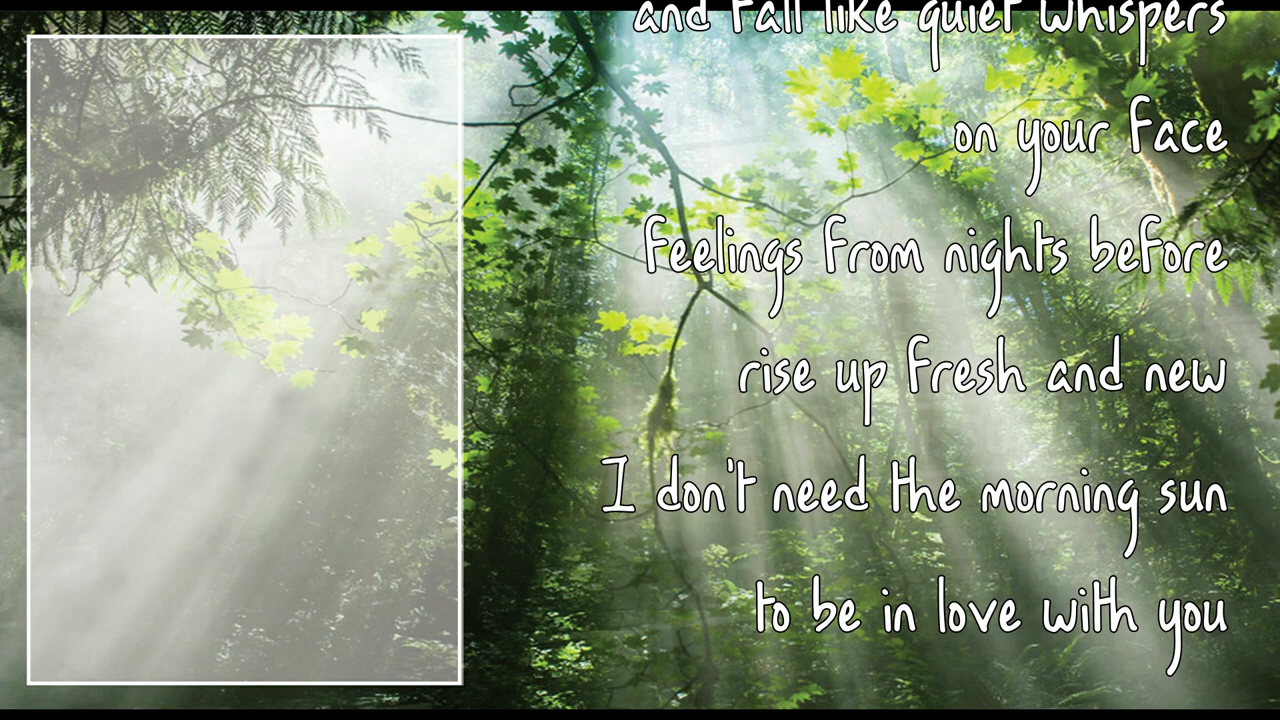 and fall like quiet whispers
on your face
feelings from nights before
rise up fresh and new
I don't need the morning sun
to be in love with you